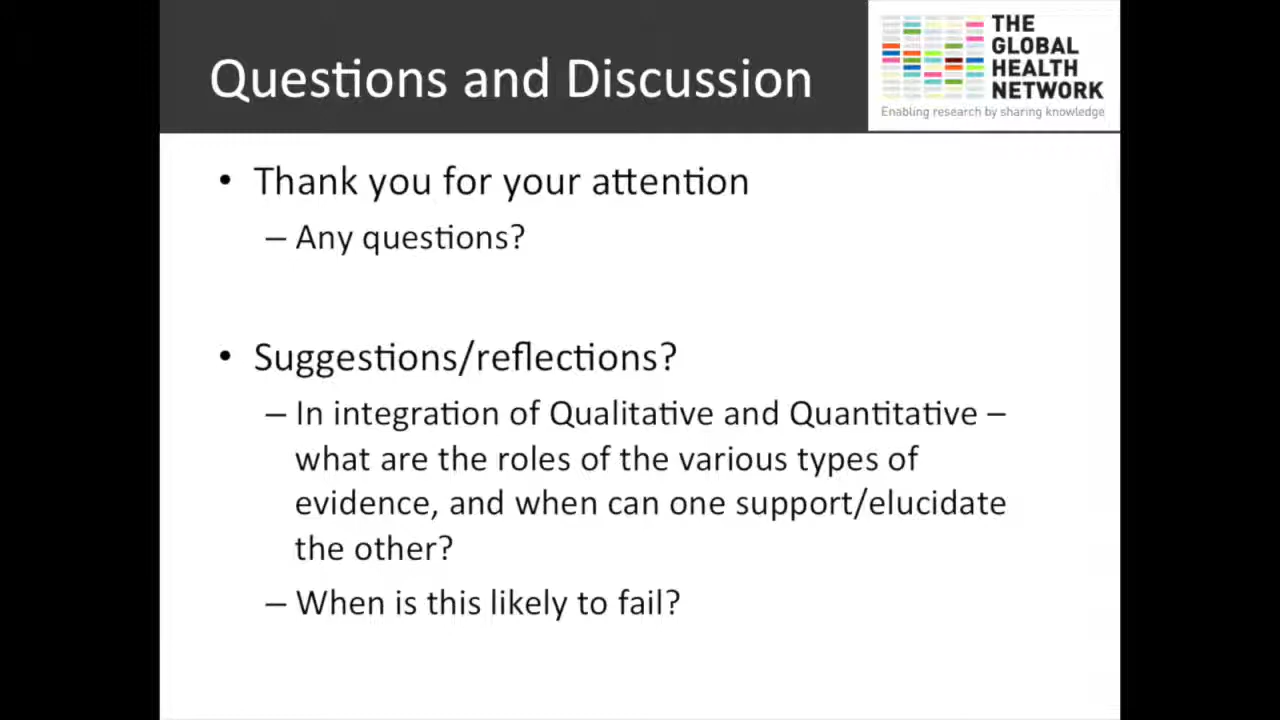 Questions and Discussion
THE
GLOBAL
HEALTH
NETWORK
Enabling research by sharing knowledge
• Thank you for your attention
– Any questions?
• Suggestions/reflections?
– In integration of Qualitative and Quantitative –
what are the roles of the various types of
evidence, and when can one support/elucidate
the other?
– When is this likely to fail?